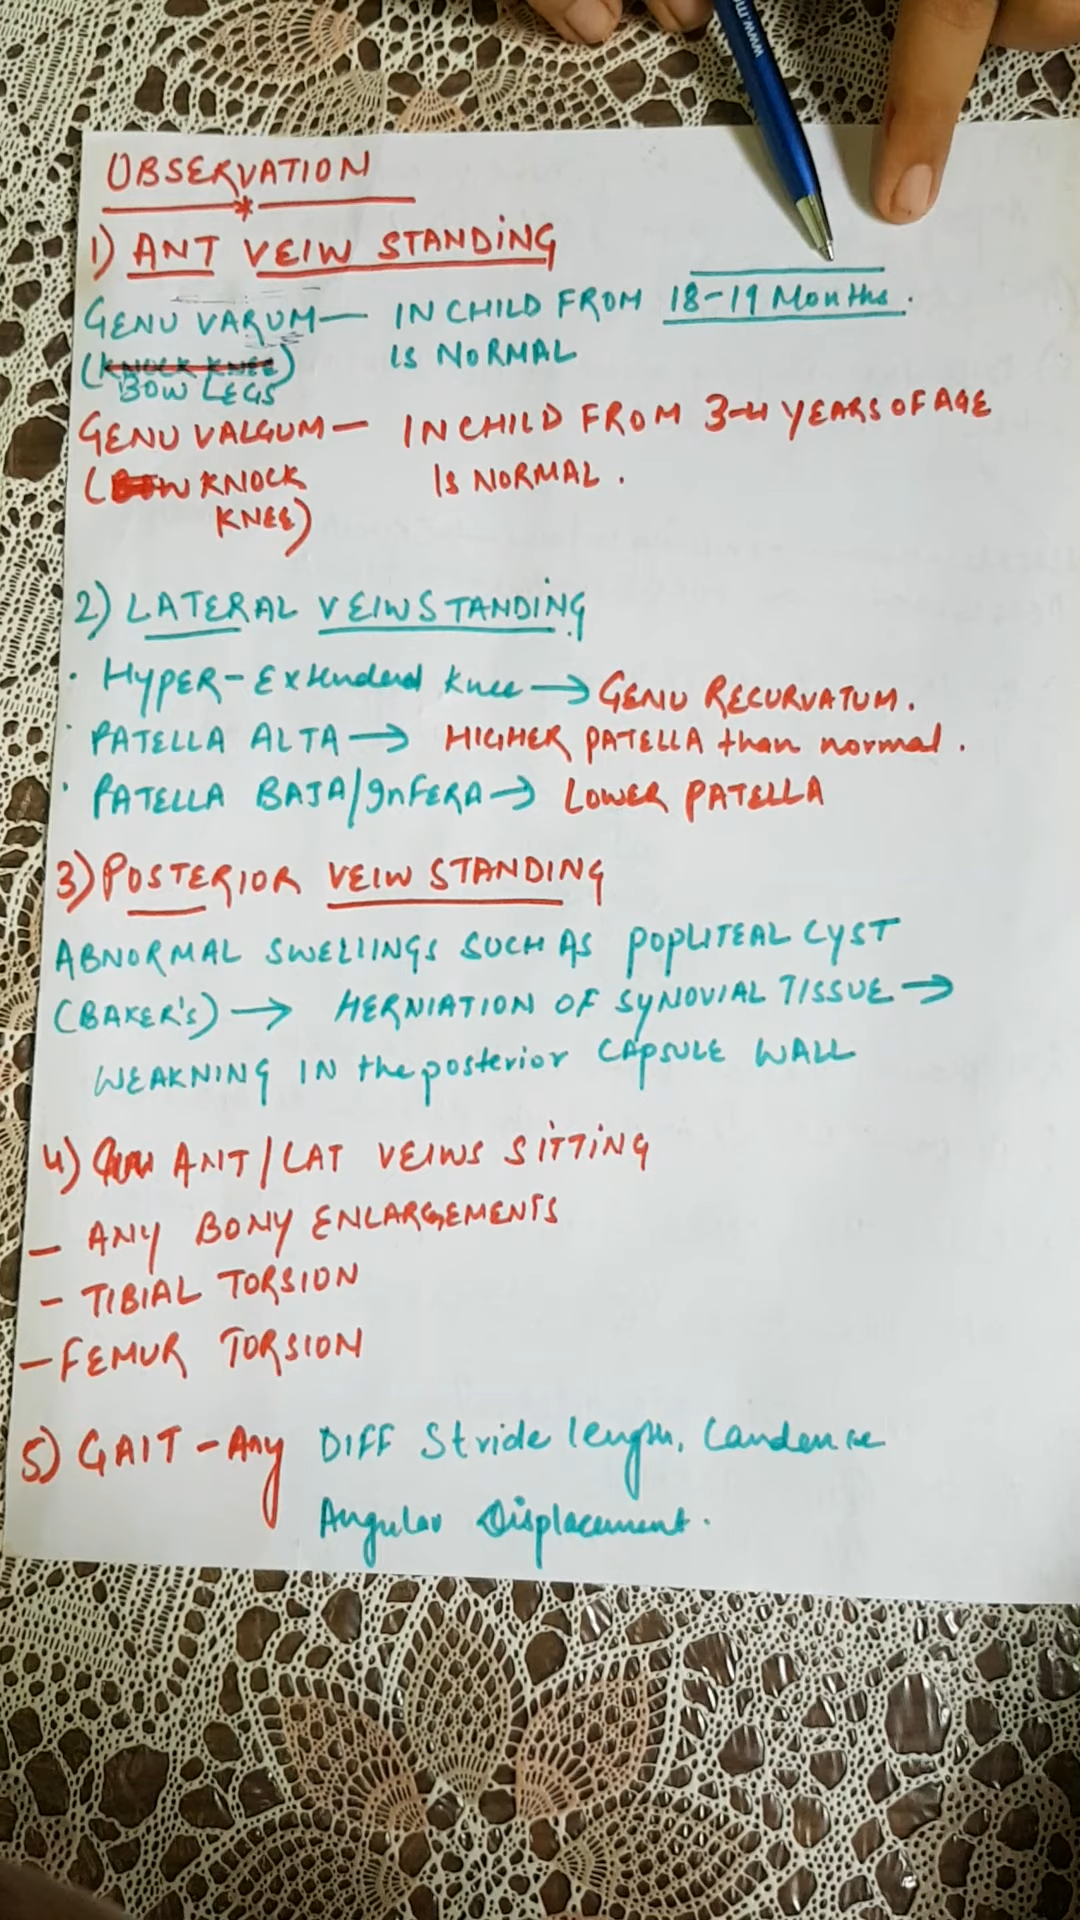 www.m
OBSERVATION
1) ANT VEIW STANDING
GENU VARUM — IN CHILD FROM 18-19 Months.
(KNOCK KNEE) IS NORMAL
BOW LEGS
GENU VALGUM — IN CHILD FROM 3-4 YEARS OF AGE
(BOW KNOCK IS NORMAL.
KNEE)
2) LATERAL VEIW STANDING
· HYPER-Extended Knee → GENU RECURVATUM.
· PATELLA ALTA → HIGHER PATELLA than normal.
· PATELLA BAJA/InFERA → LOWER PATELLA
3) POSTERIOR VEIW STANDING
ABNORMAL SWELLINGS SUCH AS POPLITEAL CYST
(BAKER'S) → HERNIATION OF SYNOVIAL TISSUE →
WEAKNING IN the posterior CAPSULE WALL
4) ANT/LAT VEIWS SITTING
— ANY BONY ENLARGEMENTS
- TIBIAL TORSION
— FEMUR TORSION
5) GAIT - Any DIFF Stride length, Candence
Angular Displacement.